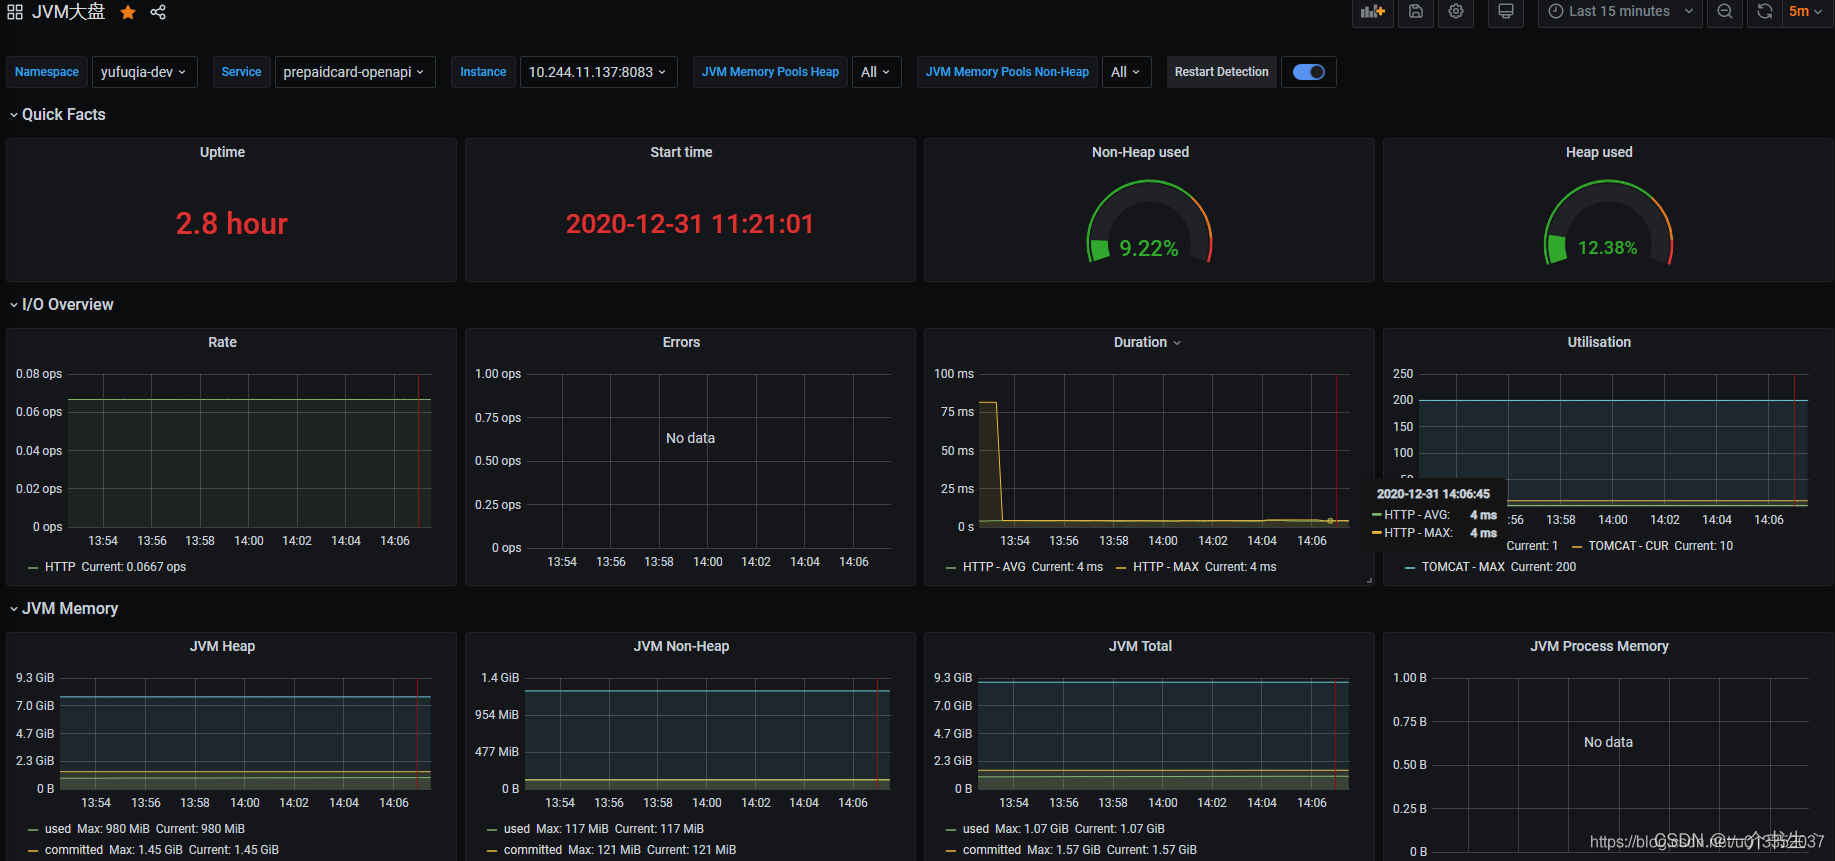 JVM大盘
Last 15 minutes
5m
Namespace yufuqia-dev Service prepaidcard-openapi Instance 10.244.11.137:8083 JVM Memory Pools Heap All JVM Memory Pools Non-Heap All Restart Detection
Quick Facts
Uptime
2.8 hour
Start time
2020-12-31 11:21:01
Non-Heap used
9.22%
Heap used
12.38%
I/O Overview
Rate
0.08 ops
0.06 ops
0.04 ops
0.02 ops
0 ops
13:54 13:56 13:58 14:00 14:02 14:04 14:06
HTTP Current: 0.0667 ops
Errors
1.00 ops
0.75 ops
No data
0.50 ops
0.25 ops
0 ops
13:54 13:56 13:58 14:00 14:02 14:04 14:06
Duration
100 ms
75 ms
50 ms
25 ms
0 s
13:54 13:56 13:58 14:00 14:02 14:04 14:06
HTTP - AVG Current: 4 ms HTTP - MAX Current: 4 ms
2020-12-31 14:06:45
HTTP - AVG: 4 ms
HTTP - MAX: 4 ms
Utilisation
250
200
150
100
50
:56 13:58 14:00 14:02 14:04 14:06
Current: 1 TOMCAT - CUR Current: 10
TOMCAT - MAX Current: 200
JVM Memory
JVM Heap
9.3 GiB
7.0 GiB
4.7 GiB
2.3 GiB
0 B
13:54 13:56 13:58 14:00 14:02 14:04 14:06
used Max: 980 MiB Current: 980 MiB
committed Max: 1.45 GiB Current: 1.45 GiB
JVM Non-Heap
1.4 GiB
954 MiB
477 MiB
0 B
13:54 13:56 13:58 14:00 14:02 14:04 14:06
used Max: 117 MiB Current: 117 MiB
committed Max: 121 MiB Current: 121 MiB
JVM Total
9.3 GiB
7.0 GiB
4.7 GiB
2.3 GiB
0 B
13:54 13:56 13:58 14:00 14:02 14:04 14:06
used Max: 1.07 GiB Current: 1.07 GiB
committed Max: 1.57 GiB Current: 1.57 GiB
JVM Process Memory
1.00 B
0.75 B
No data
0.50 B
0.25 B
0 B
CSDN @一个书生